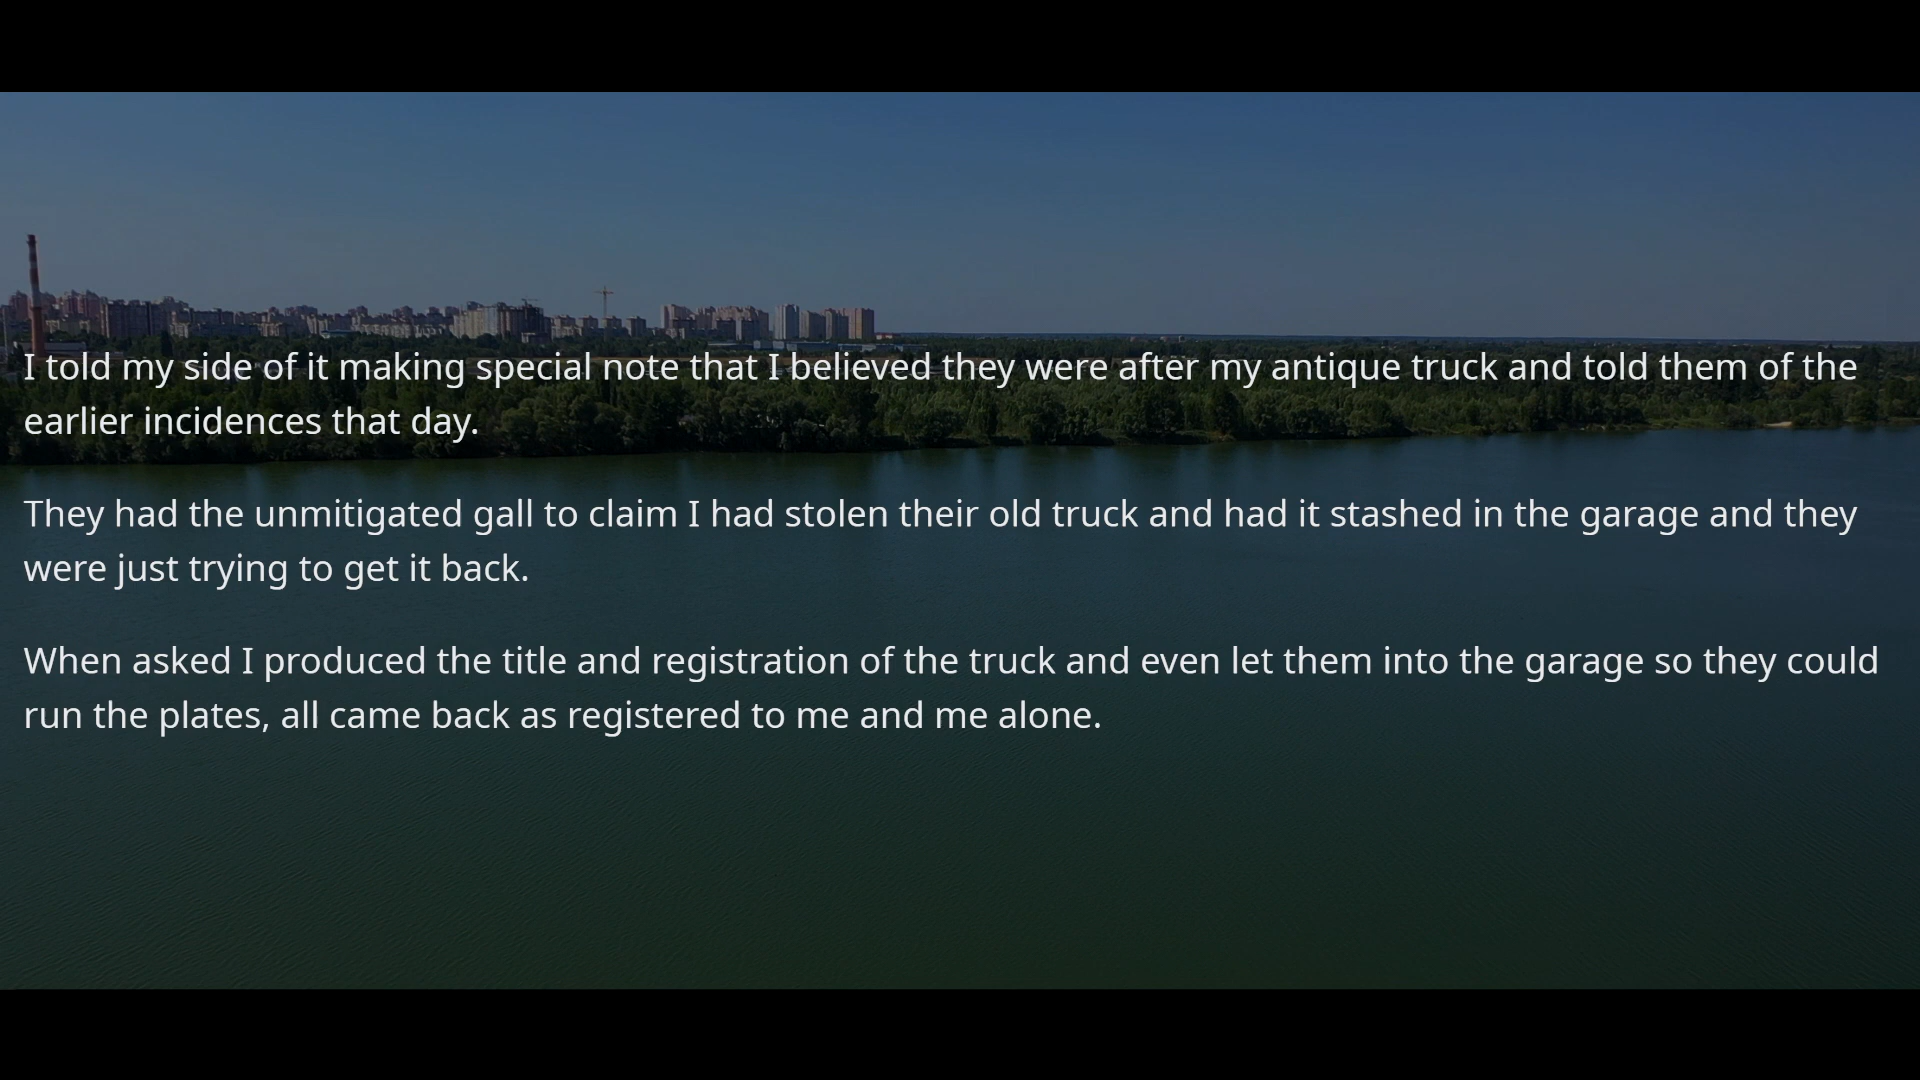 I told my side of it making special note that I believed they were after my antique truck and told them of the
earlier incidences that day.
They had the unmitigated gall to claim I had stolen their old truck and had it stashed in the garage and they
were just trying to get it back.
When asked I produced the title and registration of the truck and even let them into the garage so they could
run the plates, all came back as registered to me and me alone.